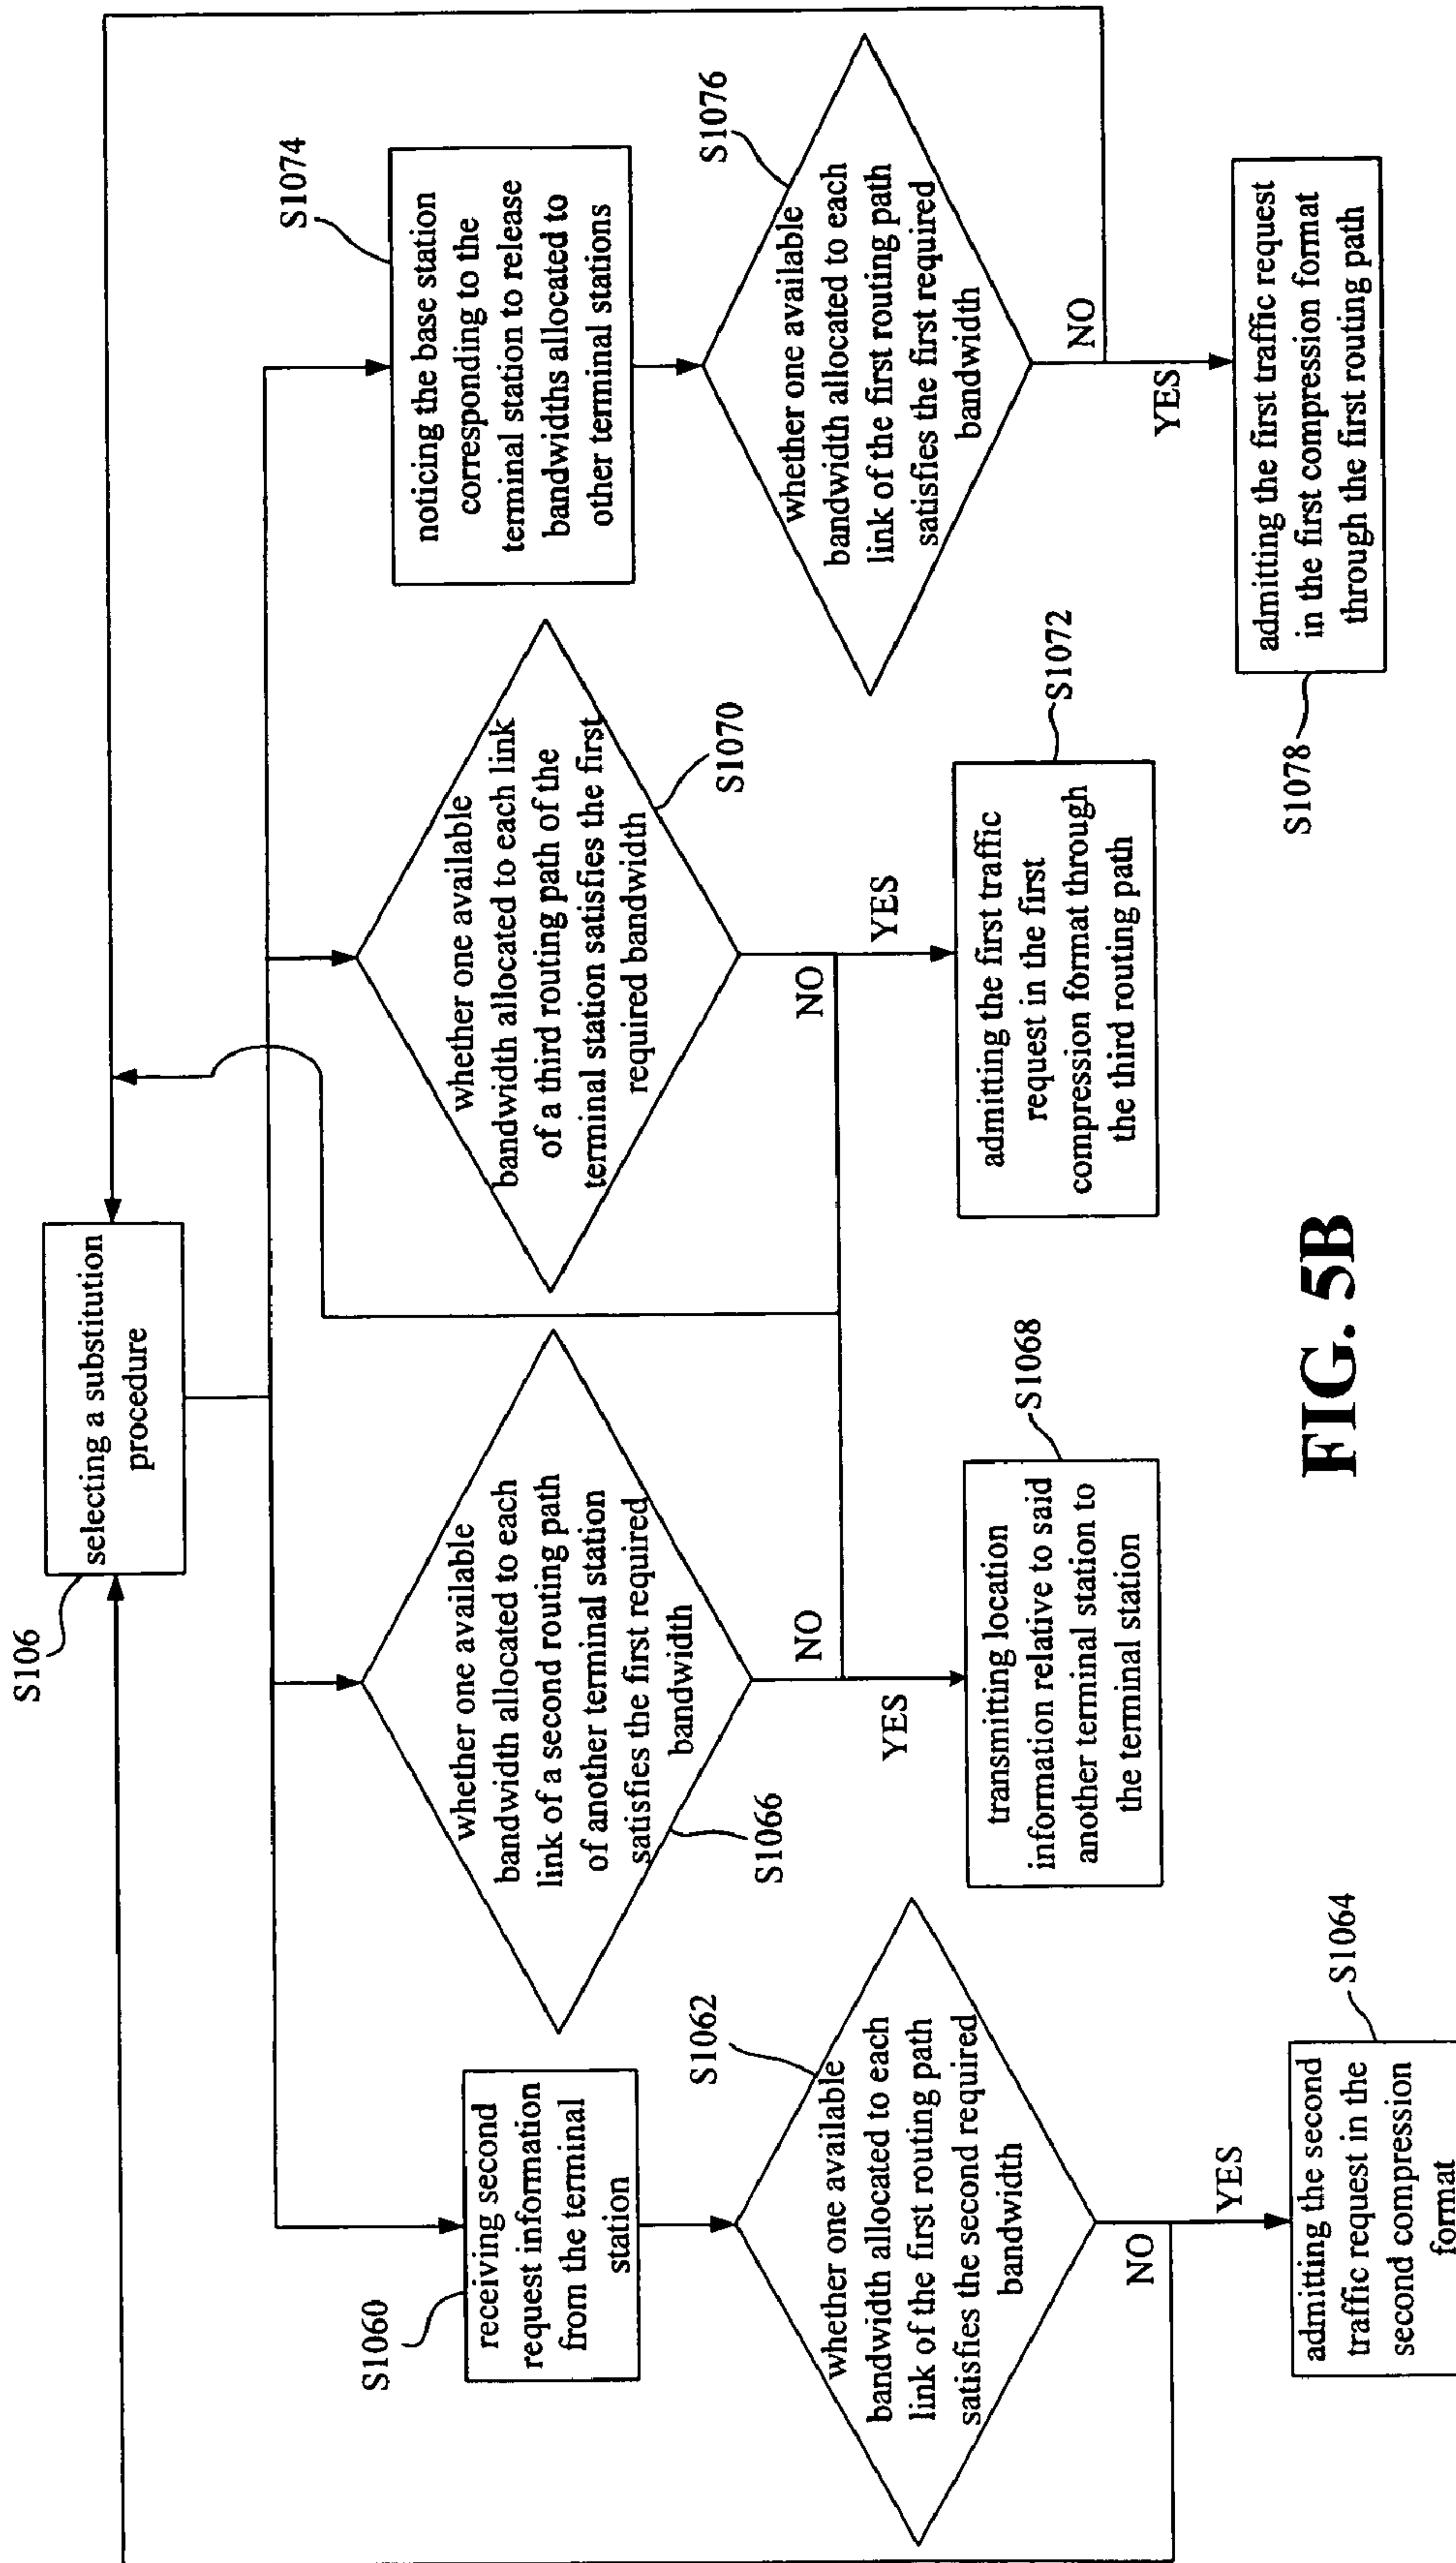 S106
selecting a substitution
procedure
S1060
receiving second
request information
from the terminal
station
S1062
whether one available
bandwidth allocated to each
link of the first routing path
satisfies the second required
bandwidth
NO
YES
S1064
admitting the second
traffic request in the
second compression
format
whether one available
bandwidth allocated to each
link of a second routing path
of another terminal station
satisfies the first required
bandwidth
S1066
NO
YES
S1068
transmitting location
information relative to said
another terminal station to
the terminal station
whether one available
bandwidth allocated to each link
of a third routing path of the
terminal station satisfies the first
required bandwidth
S1070
NO
YES
S1072
admitting the first traffic
request in the first
compression format through
the third routing path
S1074
noticing the base station
corresponding to the
terminal station to release
bandwidths allocated to
other terminal stations
S1076
whether one available
bandwidth allocated to each
link of the first routing path
satisfies the first required
bandwidth
NO
YES
admitting the first traffic request
in the first compression format
through the first routing path
S1078
FIG. 5B